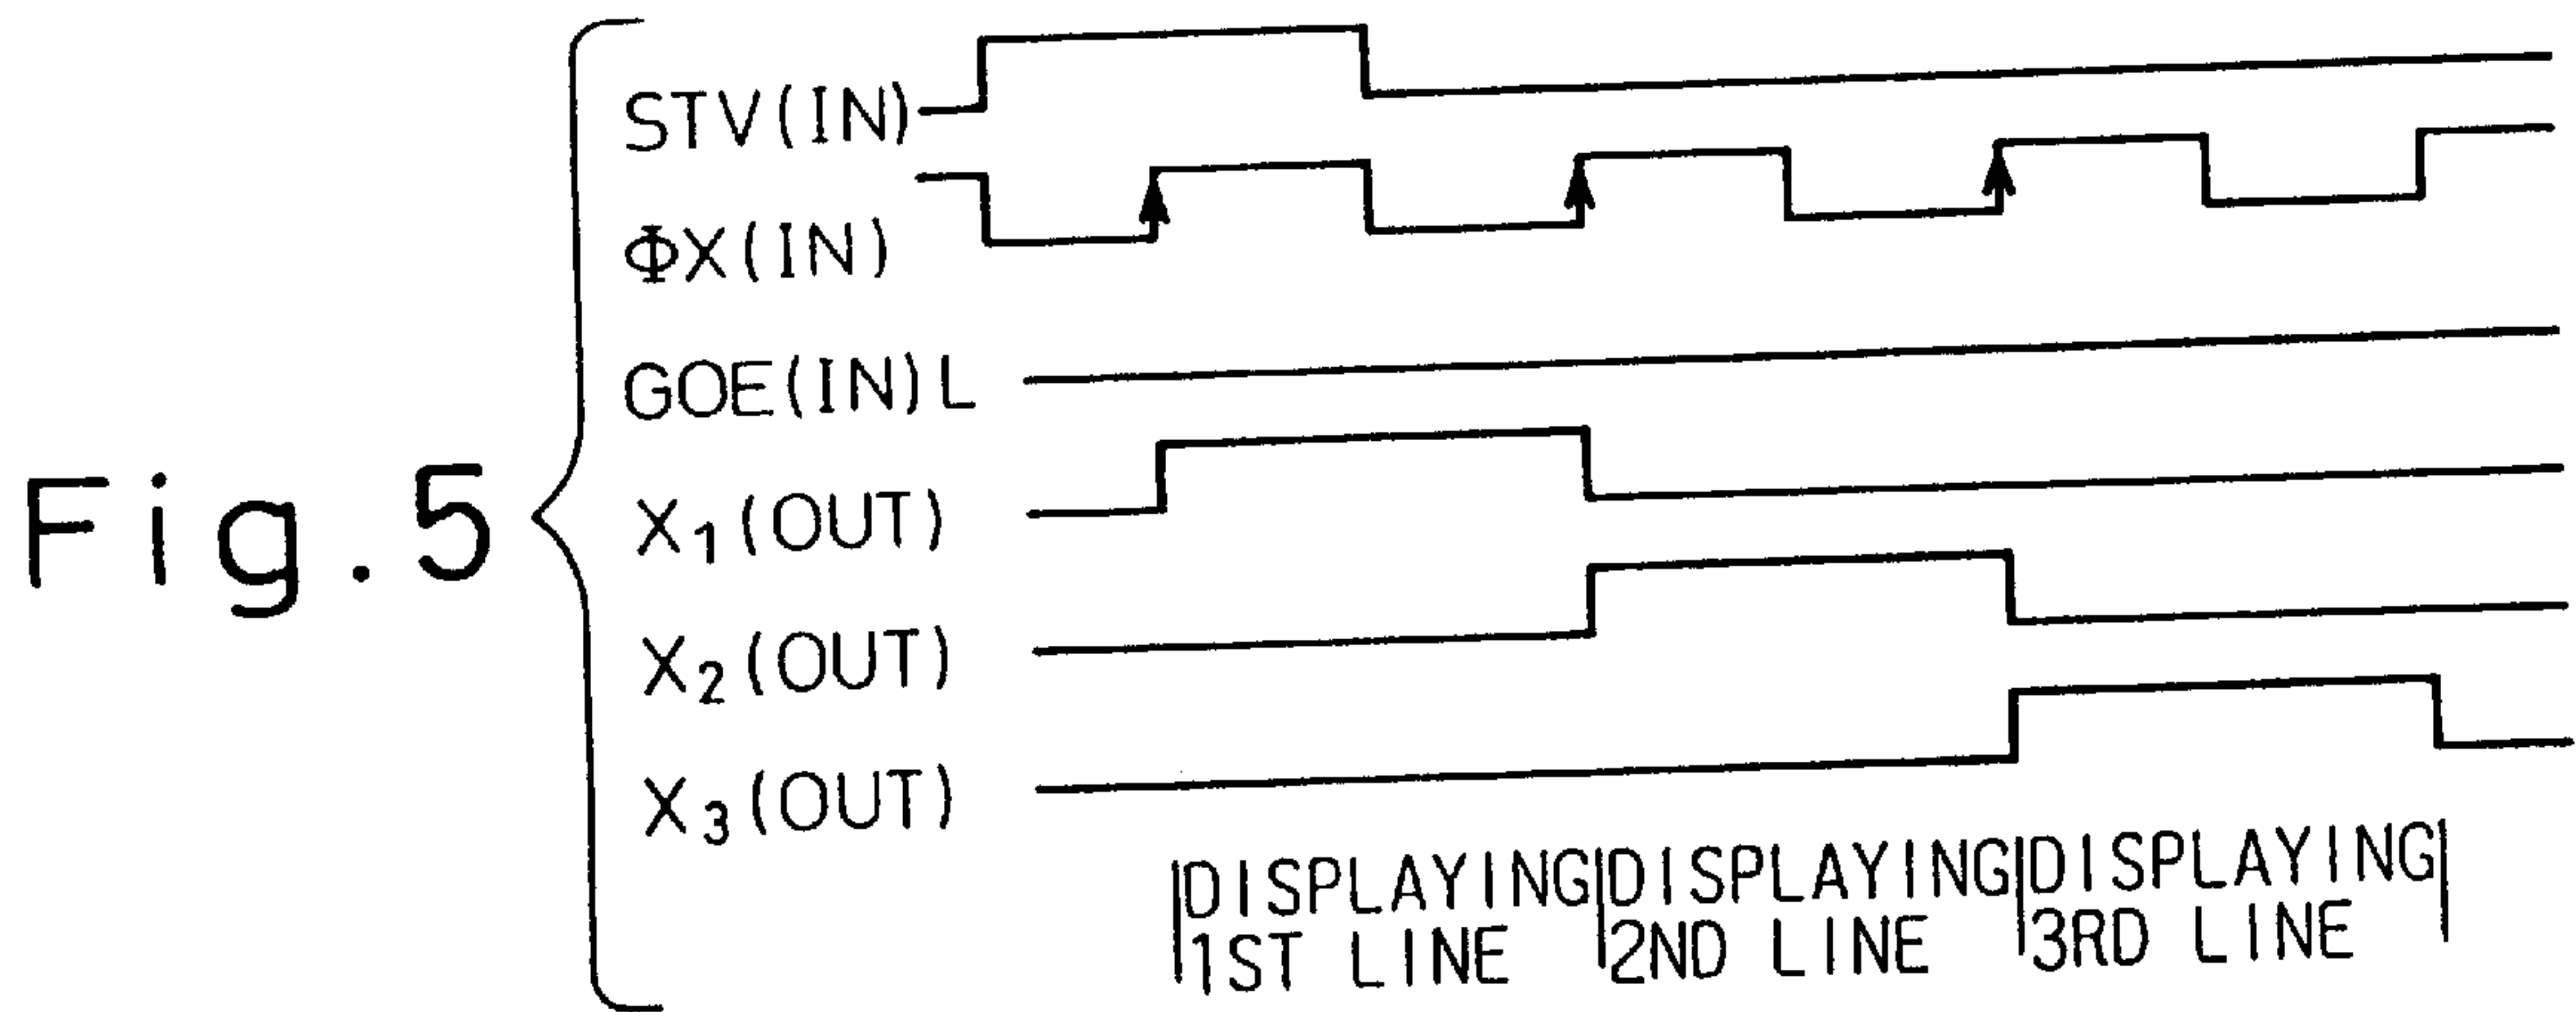 Fig.5
STV(IN)
ΦX(IN)
GOE(IN)L
X₁(OUT)
X₂(OUT)
X₃(OUT)
DISPLAYING 1ST LINE
DISPLAYING 2ND LINE
DISPLAYING 3RD LINE